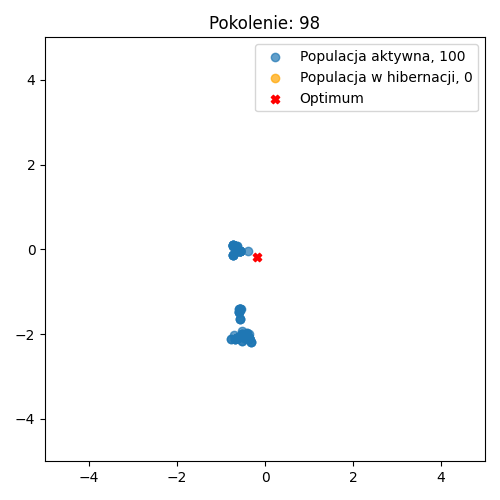 Pokolenie: 98
Populacja aktywna, 100
Populacja w hibernacji, 0
Optimum
4
2
0
−2
−4
−4 −2 0 2 4